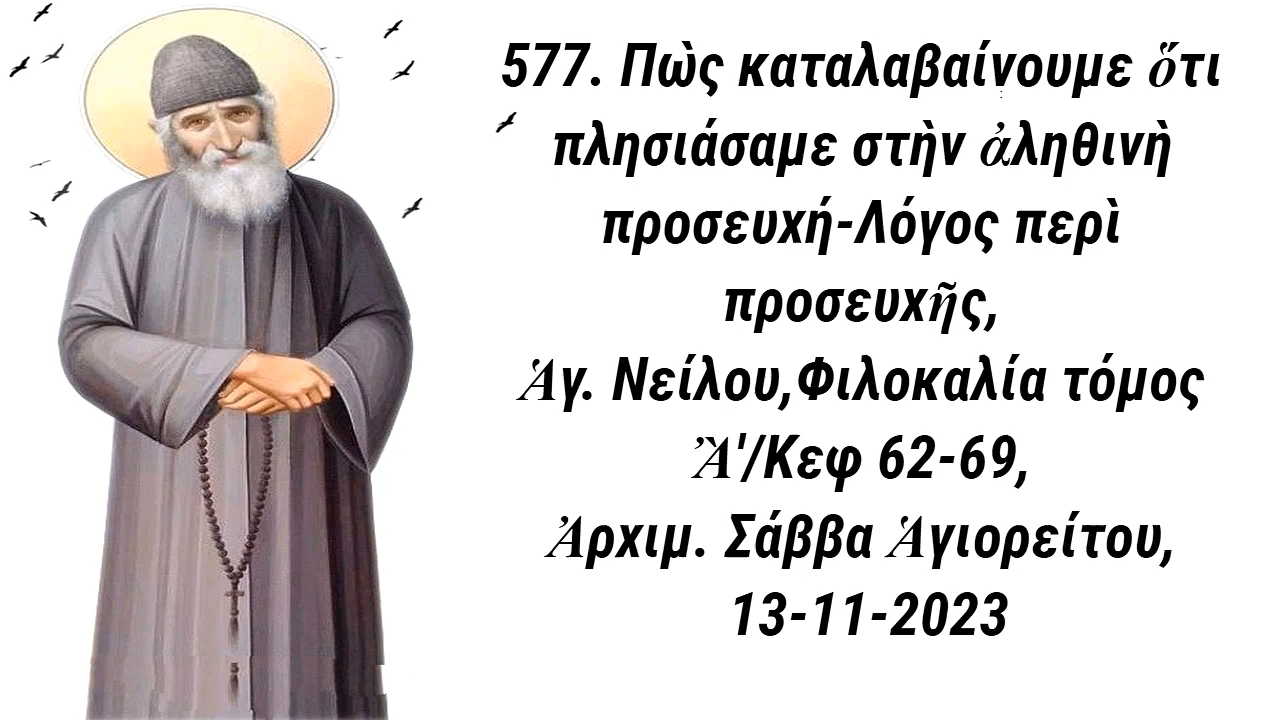 577. Πὼς καταλαβαίνουμε ὅτι
πλησιάσαμε στὴν ἀληθινὴ
προσευχή-Λόγος περὶ
προσευχῆς,
Ἁγ. Νείλου,Φιλοκαλία τόμος
Ἂ'/Κεφ 62-69,
Ἀρχιμ. Σάββα Ἁγιορείτου,
13-11-2023